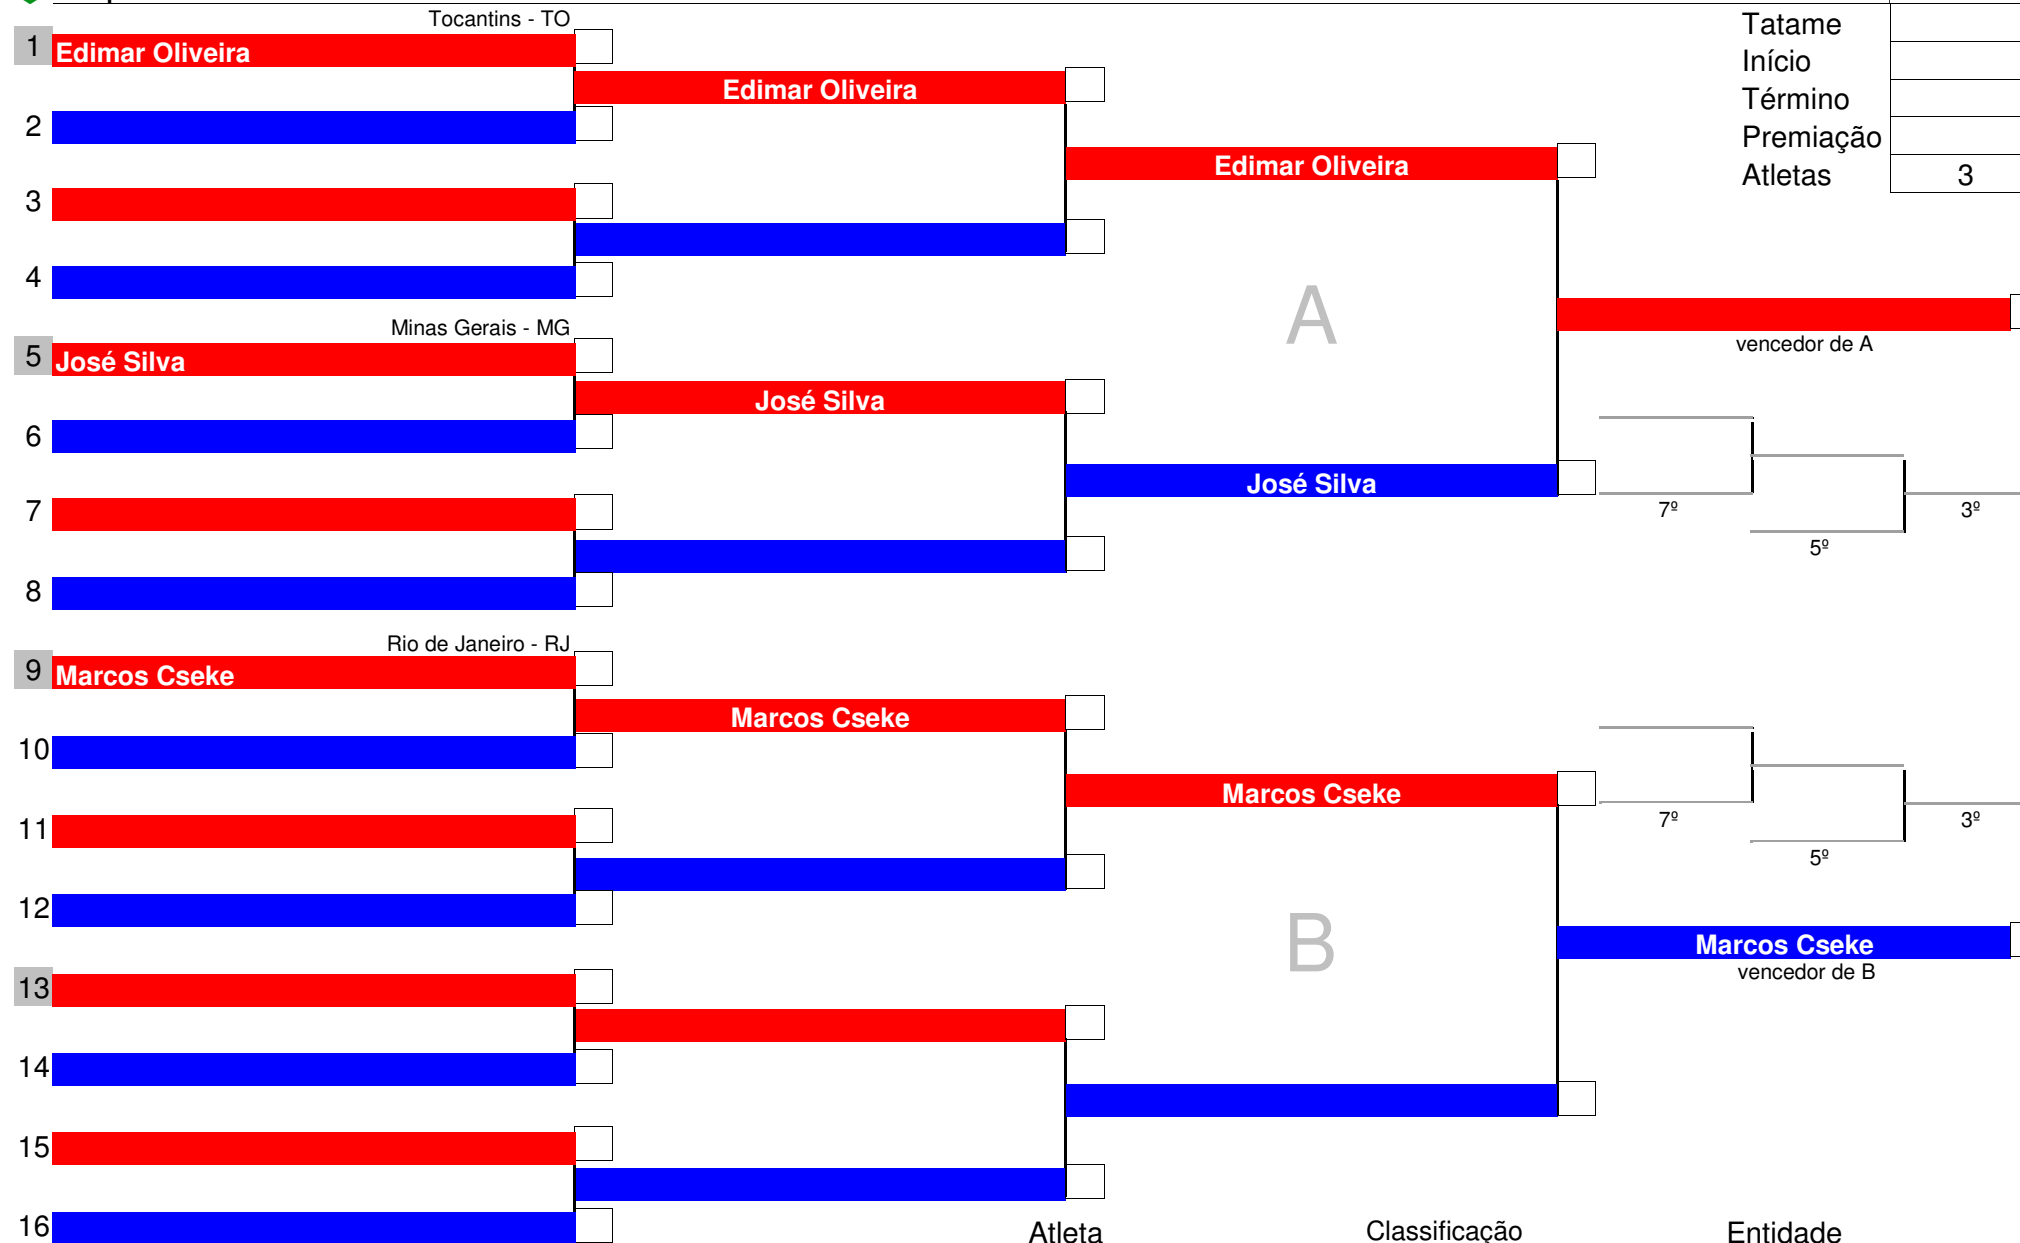 Tocantins - TO
1 Edimar Oliveira
Edimar Oliveira
2
Edimar Oliveira
3
4
Minas Gerais - MG
5 José Silva
José Silva
6
José Silva
7
8
Rio de Janeiro - RJ
9 Marcos Cseke
Marcos Cseke
10
Marcos Cseke
11
12
13
14
15
16
A
B
Tatame
Início
Término
Premiação
Atletas 3
vencedor de A
7º
5º
3º
7º
5º
3º
Marcos Cseke
vencedor de B
Atleta Classificação Entidade